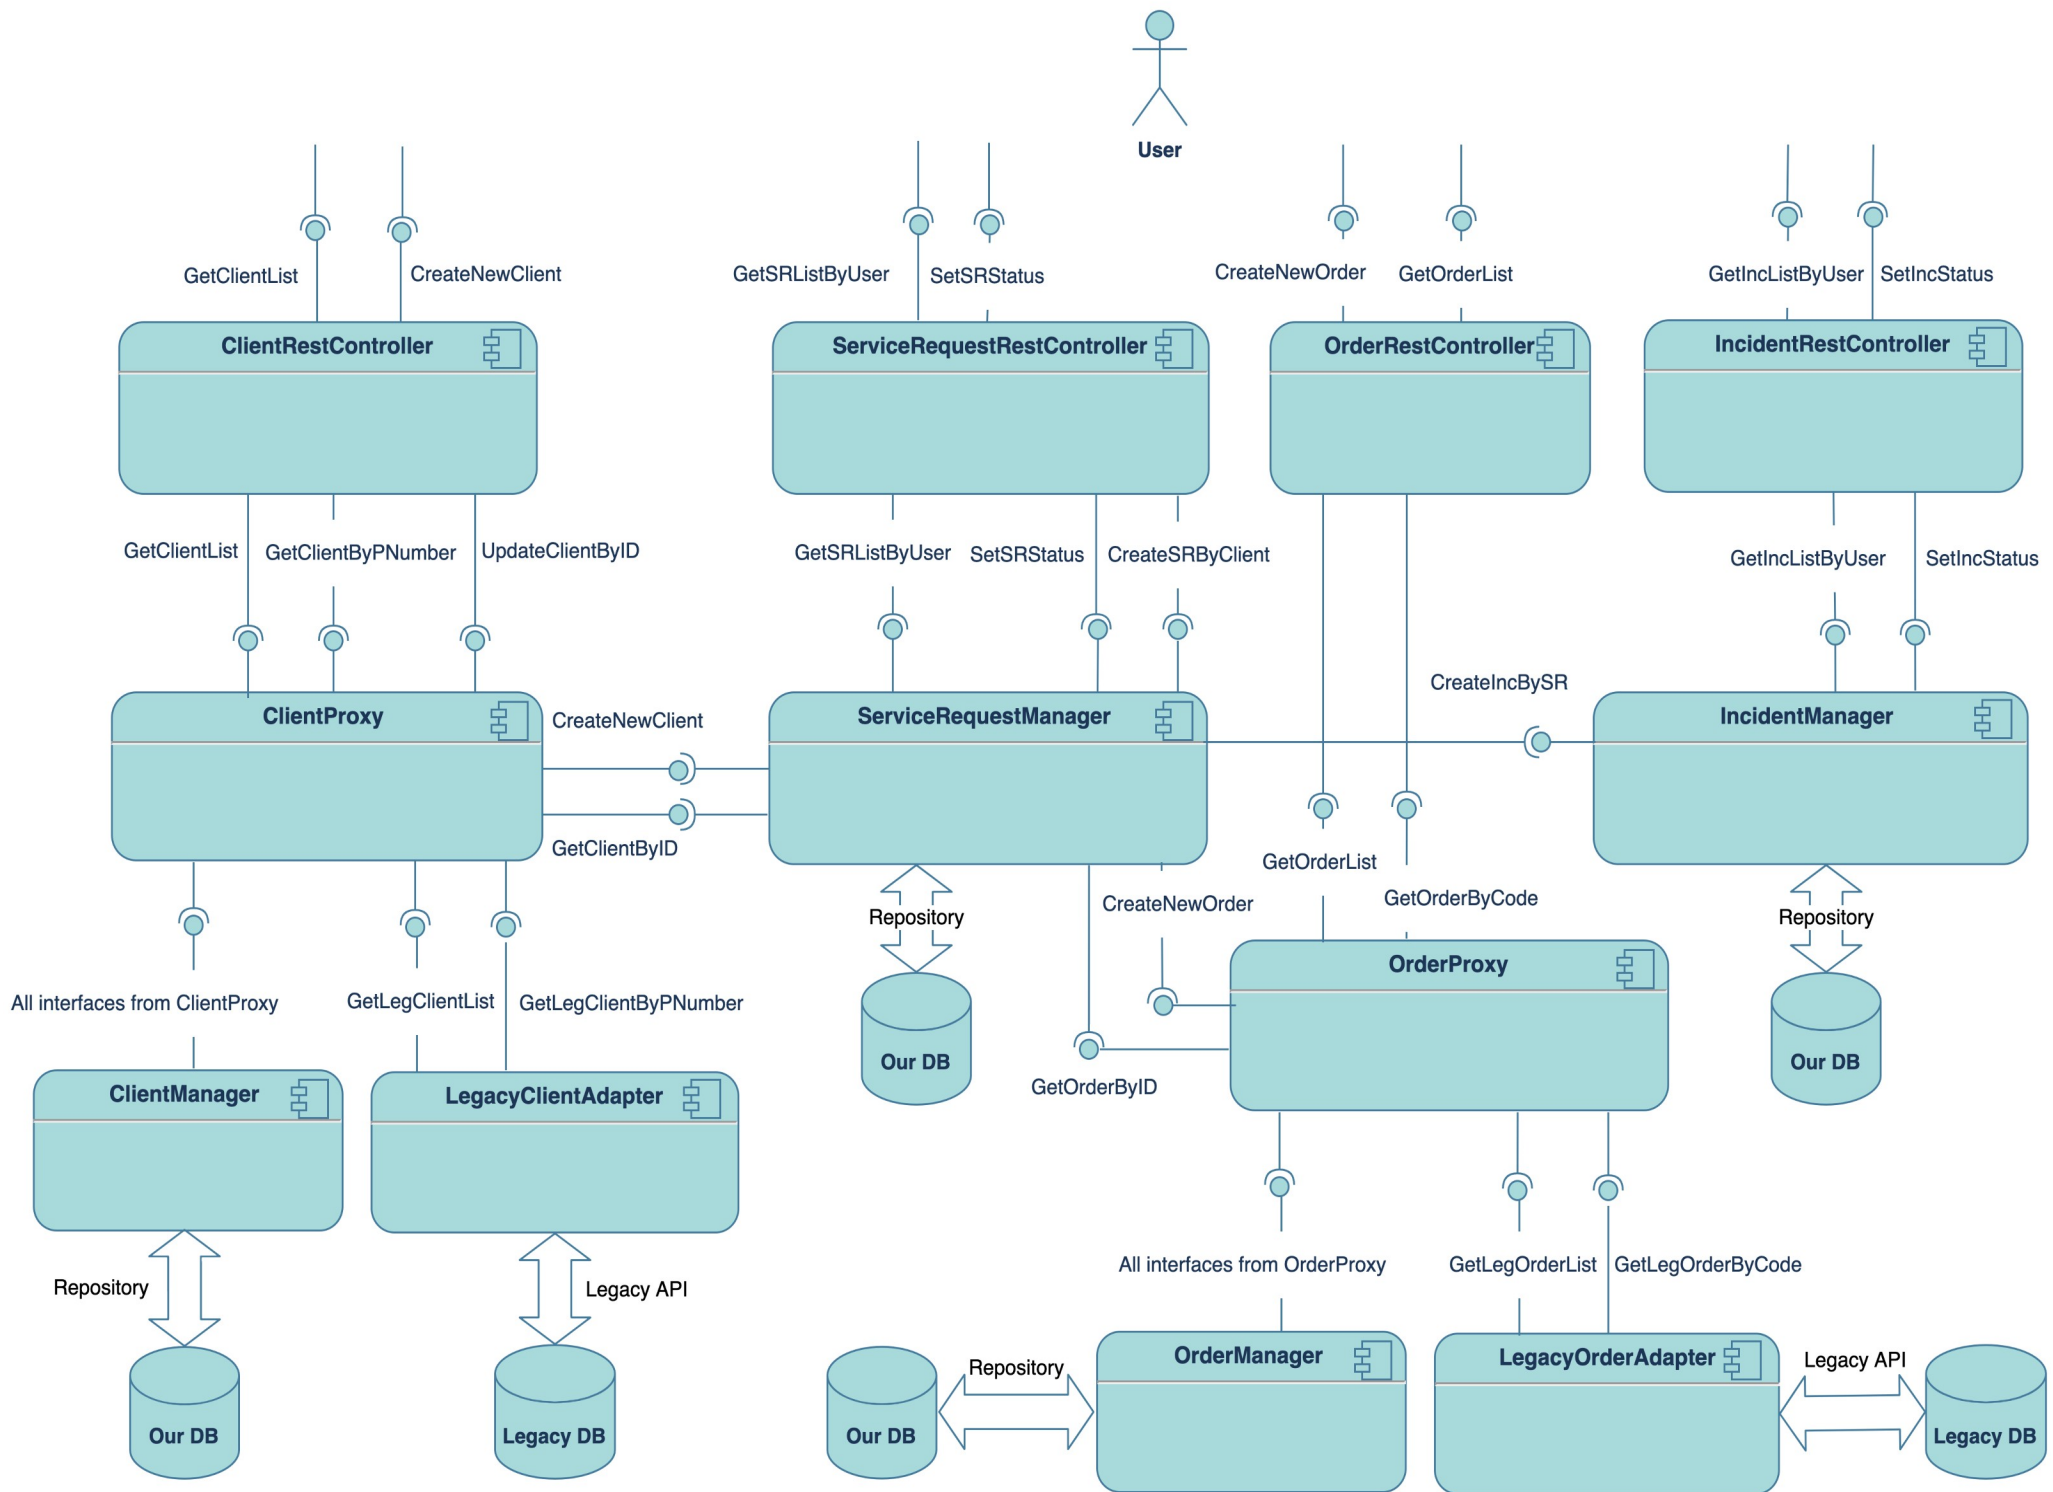 User
GetClientList
CreateNewClient
GetSRListByUser
SetSRStatus
CreateNewOrder
GetOrderList
GetIncListByUser
SetIncStatus
ClientRestController
ServiceRequestRestController
OrderRestController
IncidentRestController
GetClientList
GetClientByPNumber
UpdateClientByID
GetSRListByUser
SetSRStatus
CreateSRByClient
GetIncListByUser
SetIncStatus
CreateIncBySR
ClientProxy
CreateNewClient
ServiceRequestManager
IncidentManager
GetClientByID
GetOrderList
GetOrderByCode
CreateNewOrder
Repository
Repository
OrderProxy
All interfaces from ClientProxy
GetLegClientList
GetLegClientByPNumber
Our DB
Our DB
GetOrderByID
ClientManager
LegacyClientAdapter
All interfaces from OrderProxy
GetLegOrderList
GetLegOrderByCode
Repository
Legacy API
Repository
OrderManager
LegacyOrderAdapter
Legacy API
Our DB
Legacy DB
Our DB
Legacy DB